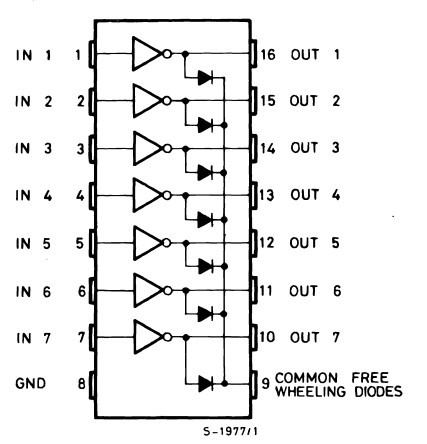 IN 1 1 16 OUT 1
IN 2 2 15 OUT 2
IN 3 3 14 OUT 3
IN 4 4 13 OUT 4
IN 5 5 12 OUT 5
IN 6 6 11 OUT 6
IN 7 7 10 OUT 7
GND 8 9 COMMON FREE
WHEELING DIODES
S-1977/1